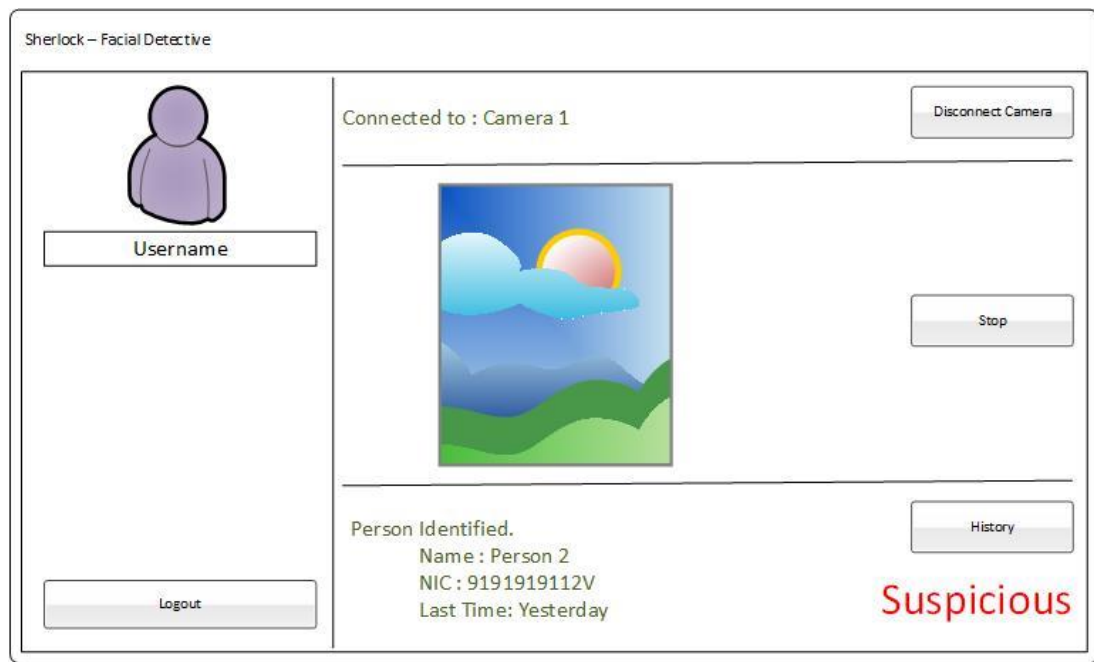 Sherlock – Facial Detective
Username
Logout
Connected to : Camera 1
Disconnect Camera
Stop
Person Identified.
Name : Person 2
NIC : 9191919112V
Last Time: Yesterday
History
Suspicious